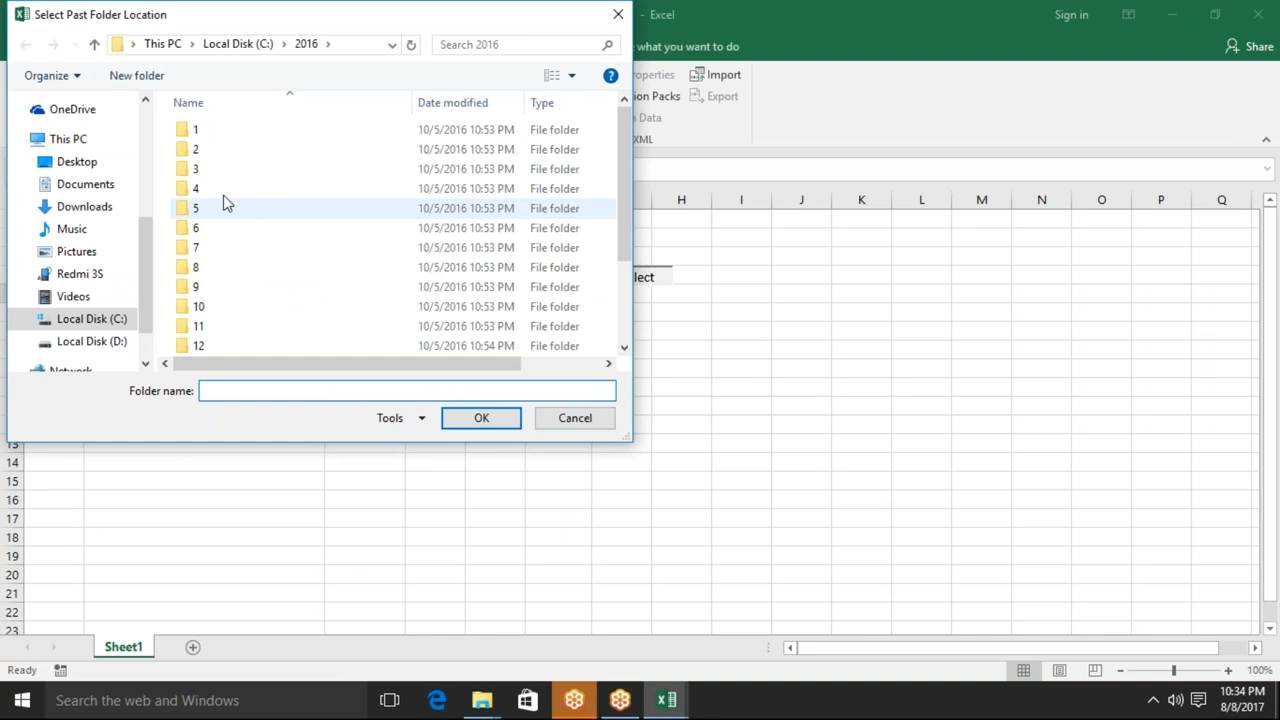 Select Past Folder Location
- Excel
Sign in
This PC
Local Disk (C:)
2016
Search 2016
what you want to do
Share
Organize
New folder
Import
Export
XML
Name
Date modified
Type
OneDrive
This PC
Desktop
Documents
Downloads
Music
Pictures
Redmi 3S
Videos
Local Disk (C:)
Local Disk (D:)
Network
1 10/5/2016 10:53 PM File folder
2 10/5/2016 10:53 PM File folder
3 10/5/2016 10:53 PM File folder
4 10/5/2016 10:53 PM File folder
5 10/5/2016 10:53 PM File folder
6 10/5/2016 10:53 PM File folder
7 10/5/2016 10:53 PM File folder
8 10/5/2016 10:53 PM File folder
9 10/5/2016 10:53 PM File folder
10 10/5/2016 10:53 PM File folder
11 10/5/2016 10:53 PM File folder
12 10/5/2016 10:54 PM File folder
Folder name:
Tools
OK
Cancel
roperties
ion Packs
n Data
H I J K L M N O P Q
lect
13
14
15
16
17
18
19
20
21
22
23
Sheet1
Ready
100%
Search the web and Windows
10:34 PM
8/8/2017